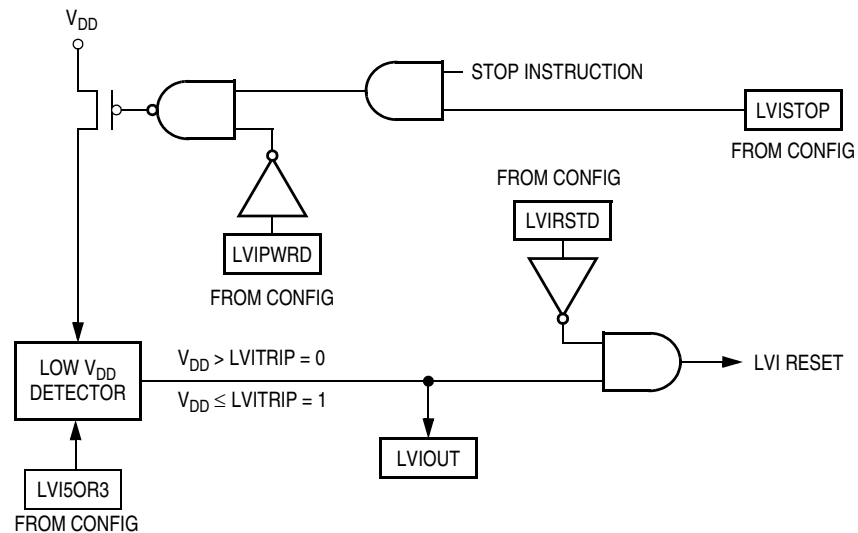 VDD
STOP INSTRUCTION
LVISTOP
FROM CONFIG
FROM CONFIG
LVIRSTD
LVIPWRD
FROM CONFIG
LOW VDD
DETECTOR
VDD > LVITRIP = 0
VDD ≤ LVITRIP = 1
LVI RESET
LVIOUT
LVI5OR3
FROM CONFIG